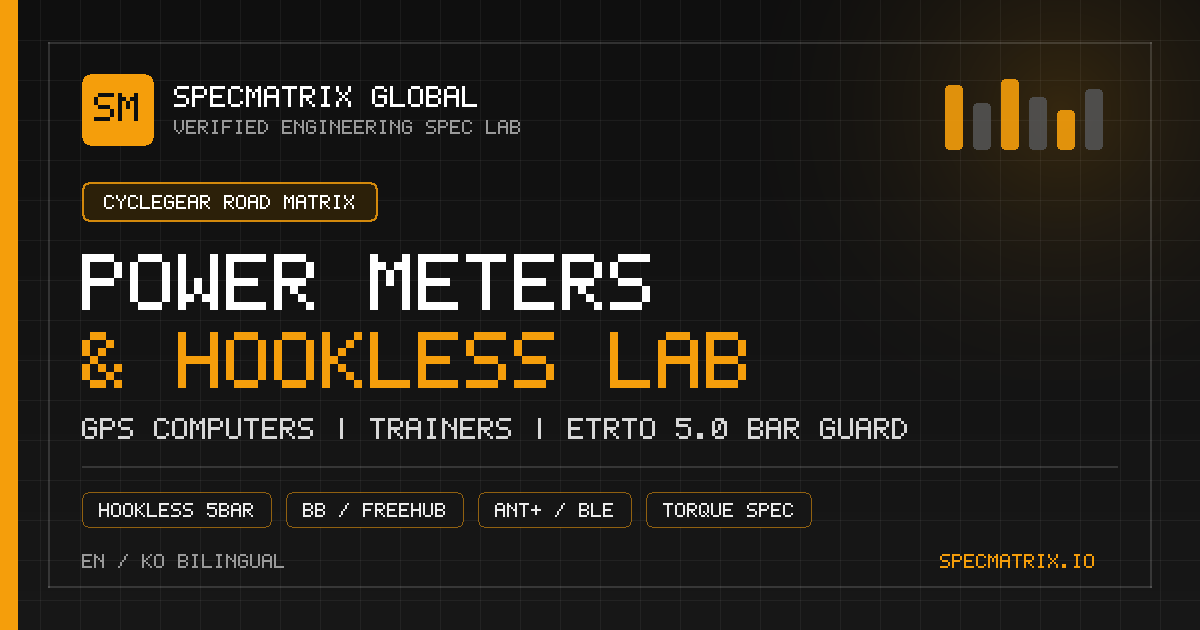 SM
SPECMATRIX GLOBAL
VERIFIED ENGINEERING SPEC LAB
CYCLEGEAR ROAD MATRIX
POWER METERS
& HOOKLESS LAB
GPS COMPUTERS | TRAINERS | ETRTO 5.0 BAR GUARD
HOOKLESS 5BAR
BB / FREEHUB
ANT+ / BLE
TORQUE SPEC
EN / KO BILINGUAL
SPECMATRIX.IO